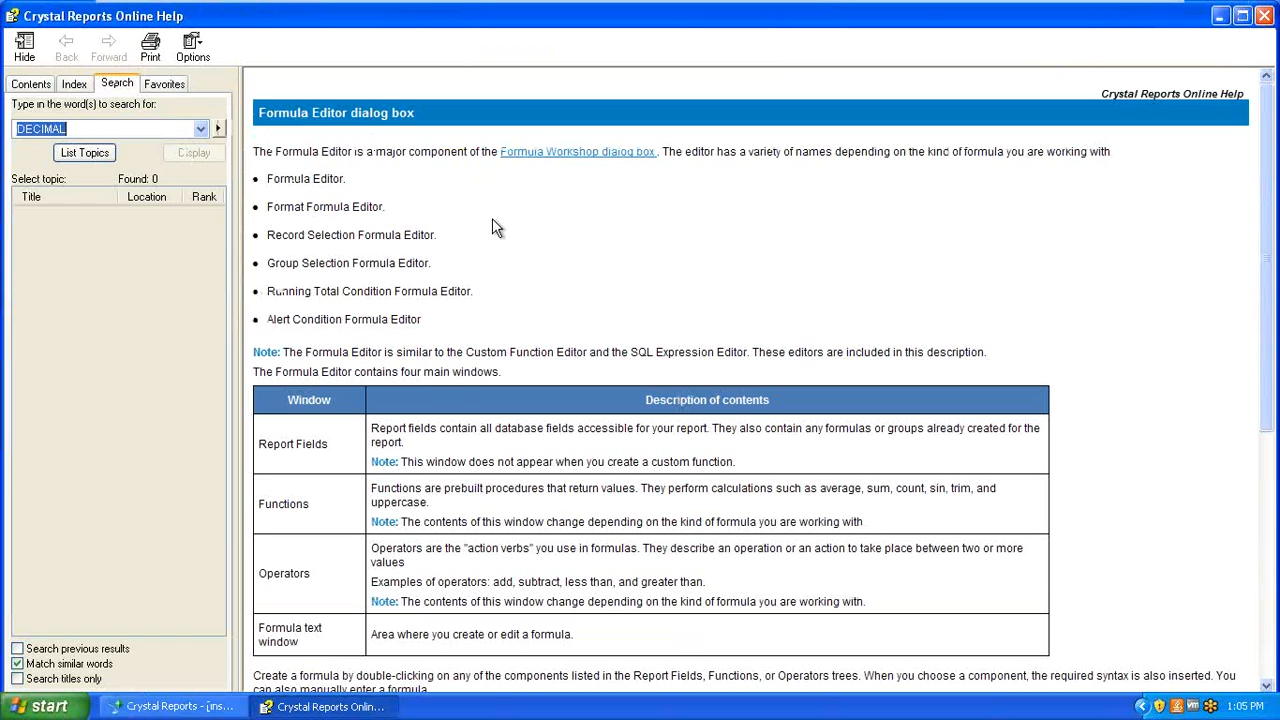 Crystal Reports Online Help
Hide Back Forward Print Options
Contents Index Search Favorites
Type in the word(s) to search for:
DECIMAL
List Topics Display
Select topic: Found: 0
Title Location Rank
Search previous results
Match similar words
Search titles only
Crystal Reports Online Help
Formula Editor dialog box
The Formula Editor is a major component of the Formula Workshop dialog box . The editor has a variety of names depending on the kind of formula you are working with
Formula Editor.
Format Formula Editor.
Record Selection Formula Editor.
Group Selection Formula Editor.
Running Total Condition Formula Editor.
Alert Condition Formula Editor
Note: The Formula Editor is similar to the Custom Function Editor and the SQL Expression Editor. These editors are included in this description.
The Formula Editor contains four main windows.
Window Description of contents
Report Fields
Report fields contain all database fields accessible for your report. They also contain any formulas or groups already created for the
report.
Note: This window does not appear when you create a custom function.
Functions
Functions are prebuilt procedures that return values. They perform calculations such as average, sum, count, sin, trim, and
uppercase.
Note: The contents of this window change depending on the kind of formula you are working with
Operators
Operators are the "action verbs" you use in formulas. They describe an operation or an action to take place between two or more
values
Examples of operators: add, subtract, less than, and greater than.
Note: The contents of this window change depending on the kind of formula you are working with.
Formula text
window
Area where you create or edit a formula.
Create a formula by double-clicking on any of the components listed in the Report Fields, Functions, or Operators trees. When you choose a component, the required syntax is also inserted. You
can also manually enter a formula.
start Crystal Reports - [ins... Crystal Reports Onlin... 1:05 PM